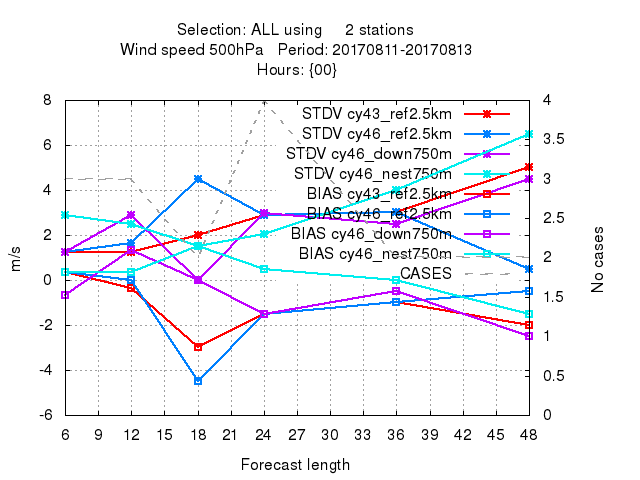 Selection: ALL using 2 stations
Wind speed 500hPa Period: 20170811-20170813
Hours: {00}
8
6
4
2
0
-2
-4
-6
m/s
STDV cy43_ref2.5km
STDV cy46_ref2.5km
STDV cy46_down750m
STDV cy46_nest750m
BIAS cy43_ref2.5km
BIAS cy46_ref2.5km
BIAS cy46_down750m
BIAS cy46_nest750m
CASES
4
3.5
3
2.5
2
1.5
1
0.5
0
No cases
6 9 12 15 18 21 24 27 30 33 36 39 42 45 48
Forecast length